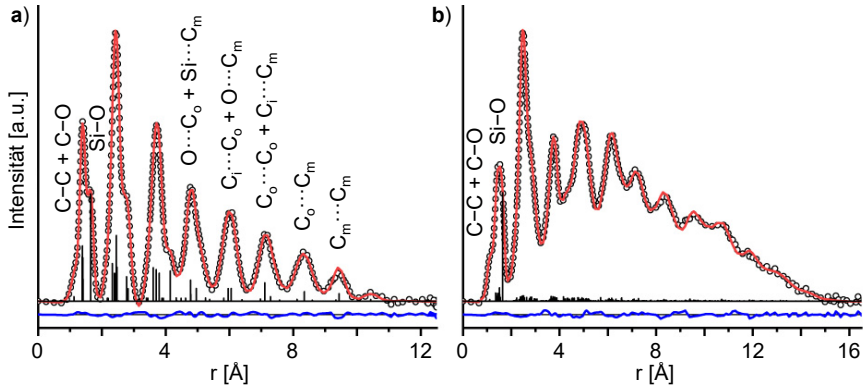 a)
Intensität [a.u.]
C–C + C–O
Si–O
O···Cₒ + Si···Cₘ
Cᵢ···Cₒ + O···Cₘ
Cₒ···Cₒ + Cᵢ···Cₘ
Cₒ···Cₘ
Cₘ···Cₘ
0 4 8 12
r [Å]
b)
C–C + C–O
Si–O
0 4 8 12 16
r [Å]